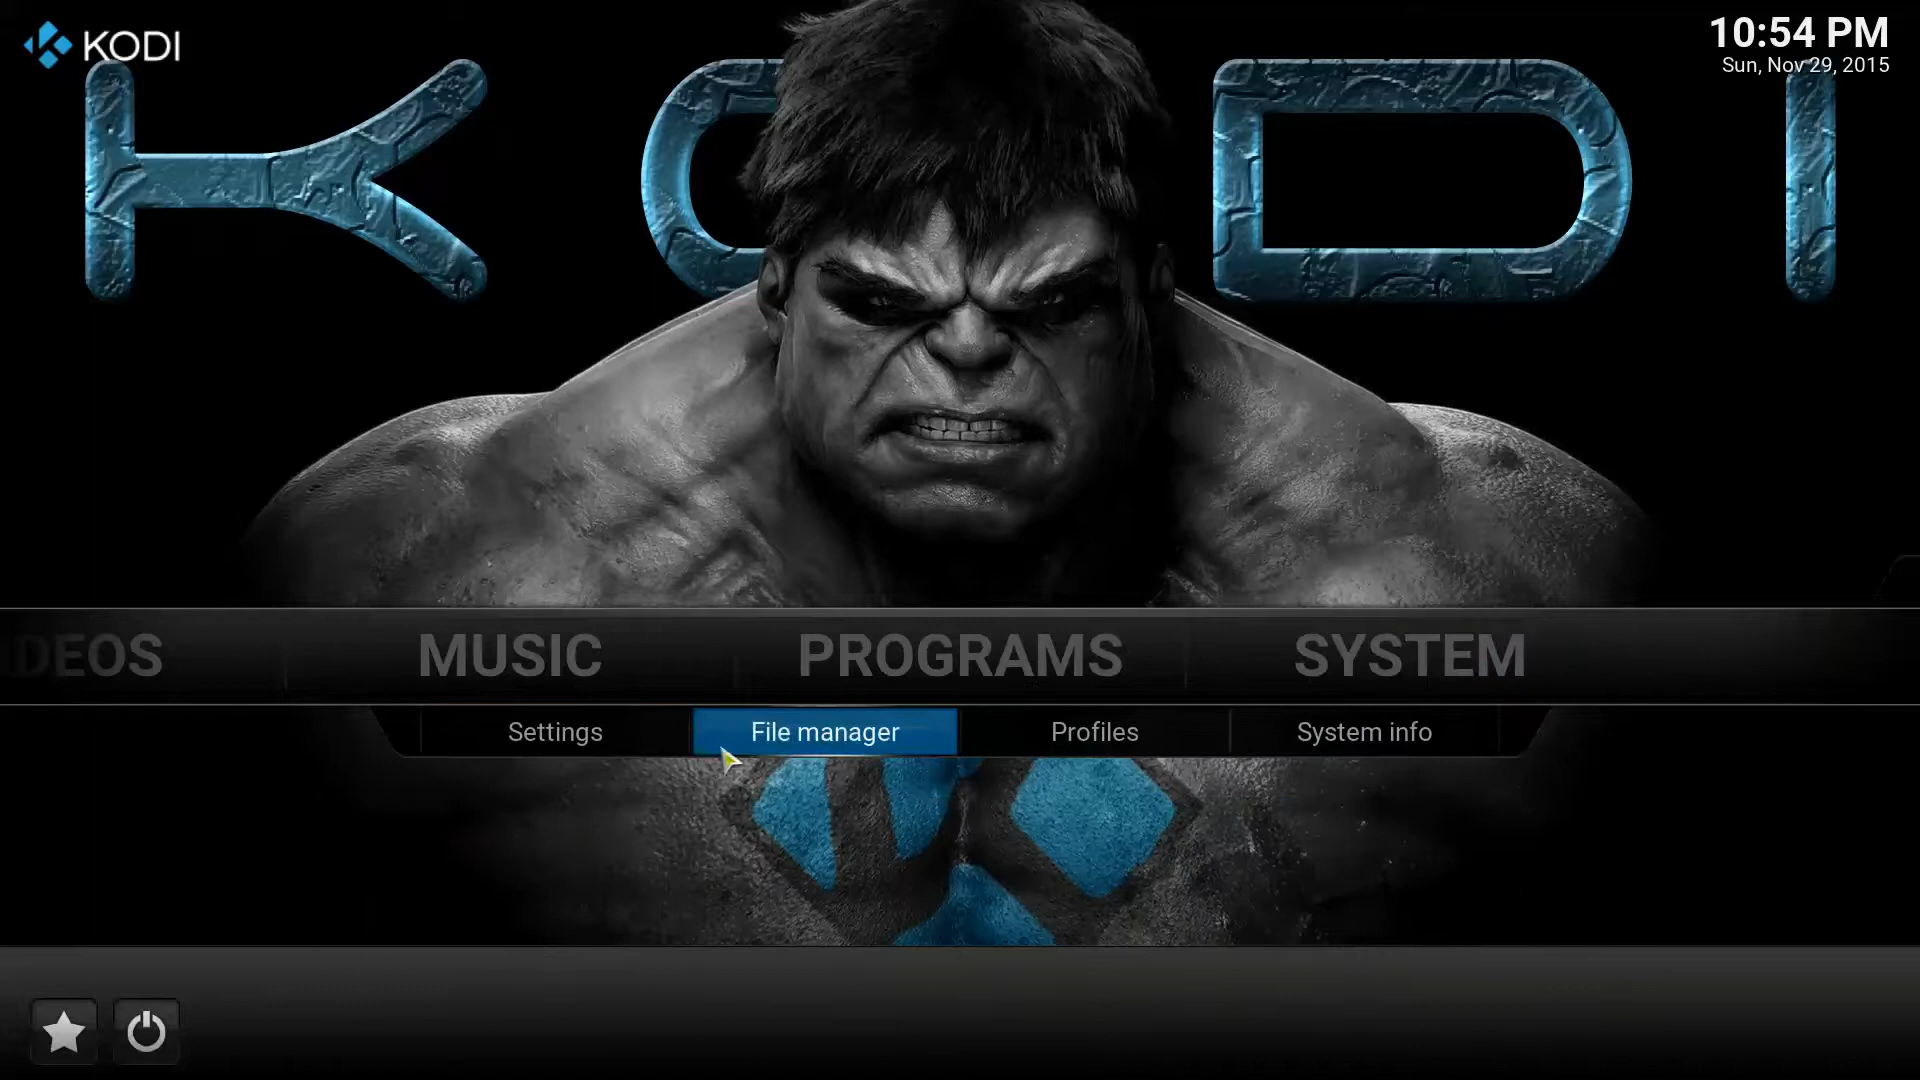 KODI
10:54 PM
Sun, Nov 29, 2015
KODI
DEOS MUSIC PROGRAMS SYSTEM
Settings File manager Profiles System info